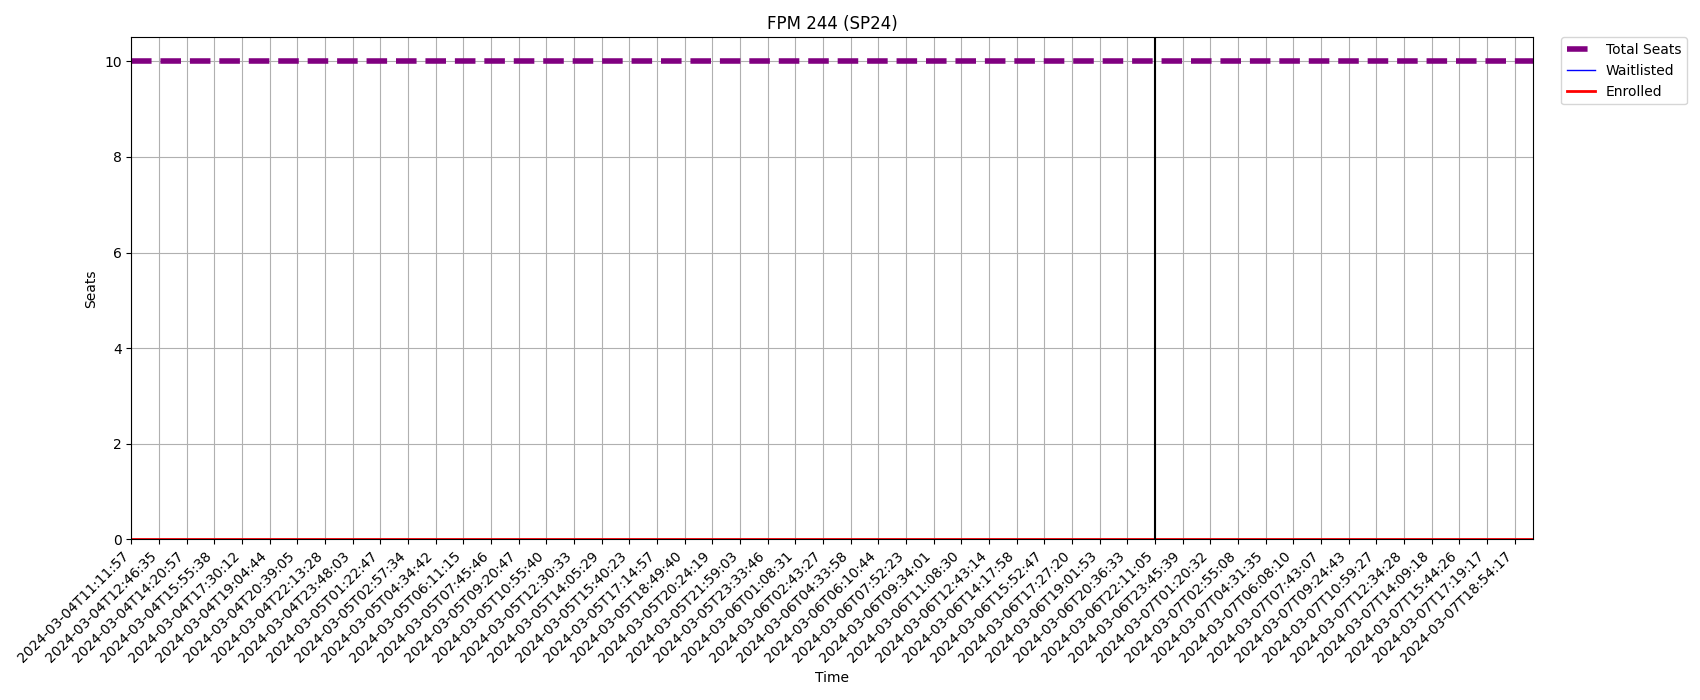 FPM 244 (SP24)
Total Seats
Waitlisted
Enrolled
10
8
6
4
2
0
Seats
2024-03-04T11:11:57
2024-03-04T12:46:35
2024-03-04T14:20:57
2024-03-04T15:55:38
2024-03-04T17:30:12
2024-03-04T19:04:44
2024-03-04T20:39:05
2024-03-04T22:13:28
2024-03-04T23:48:03
2024-03-05T01:22:47
2024-03-05T02:57:34
2024-03-05T04:34:42
2024-03-05T06:11:15
2024-03-05T07:45:46
2024-03-05T09:20:47
2024-03-05T10:55:40
2024-03-05T12:30:33
2024-03-05T14:05:29
2024-03-05T15:40:23
2024-03-05T17:14:57
2024-03-05T18:49:40
2024-03-05T20:24:19
2024-03-05T21:59:03
2024-03-05T23:33:46
2024-03-06T01:08:31
2024-03-06T02:43:27
2024-03-06T04:33:58
2024-03-06T06:10:44
2024-03-06T07:52:23
2024-03-06T09:34:01
2024-03-06T11:08:30
2024-03-06T12:43:14
2024-03-06T14:17:58
2024-03-06T15:52:47
2024-03-06T17:27:20
2024-03-06T19:01:53
2024-03-06T20:36:33
2024-03-06T22:11:05
2024-03-06T23:45:39
2024-03-07T01:20:32
2024-03-07T02:55:08
2024-03-07T04:31:35
2024-03-07T06:08:10
2024-03-07T07:43:07
2024-03-07T09:24:43
2024-03-07T10:59:27
2024-03-07T12:34:28
2024-03-07T14:09:18
2024-03-07T15:44:26
2024-03-07T17:19:17
2024-03-07T18:54:17
Time